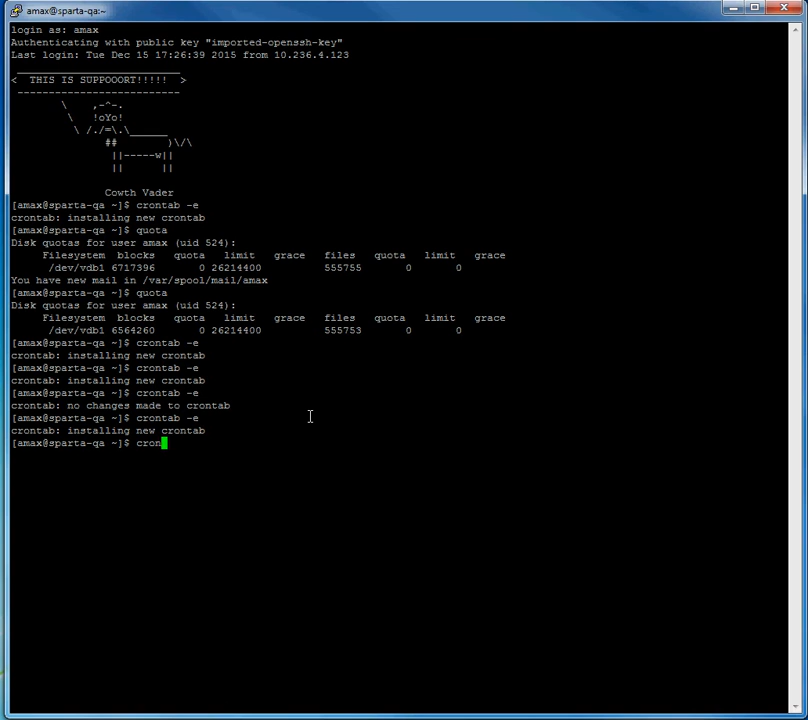 amax@sparta-qa:~
login as: amax
Authenticating with public key "imported-openssh-key"
Last login: Tue Dec 15 17:26:39 2015 from 10.236.4.123
 _________________________
<  THIS IS SUPPOOORT!!!!!  >
 -------------------------
        \    ,-^-.
         \   !oYo!
          \ /./=\.\______
               ##        )\/\
                ||-----w||
                ||      ||
               Cowth Vader
[amax@sparta-qa ~]$ crontab -e
crontab: installing new crontab
[amax@sparta-qa ~]$ quota
Disk quotas for user amax (uid 524):
     Filesystem  blocks   quota   limit   grace   files   quota   limit   grace
      /dev/vdb1 6717396       0 26214400          555755       0       0
You have new mail in /var/spool/mail/amax
[amax@sparta-qa ~]$ quota
Disk quotas for user amax (uid 524):
     Filesystem  blocks   quota   limit   grace   files   quota   limit   grace
      /dev/vdb1 6564260       0 26214400          555753       0       0
[amax@sparta-qa ~]$ crontab -e
crontab: installing new crontab
[amax@sparta-qa ~]$ crontab -e
crontab: installing new crontab
[amax@sparta-qa ~]$ crontab -e
crontab: no changes made to crontab
[amax@sparta-qa ~]$ crontab -e
crontab: installing new crontab
[amax@sparta-qa ~]$ cron